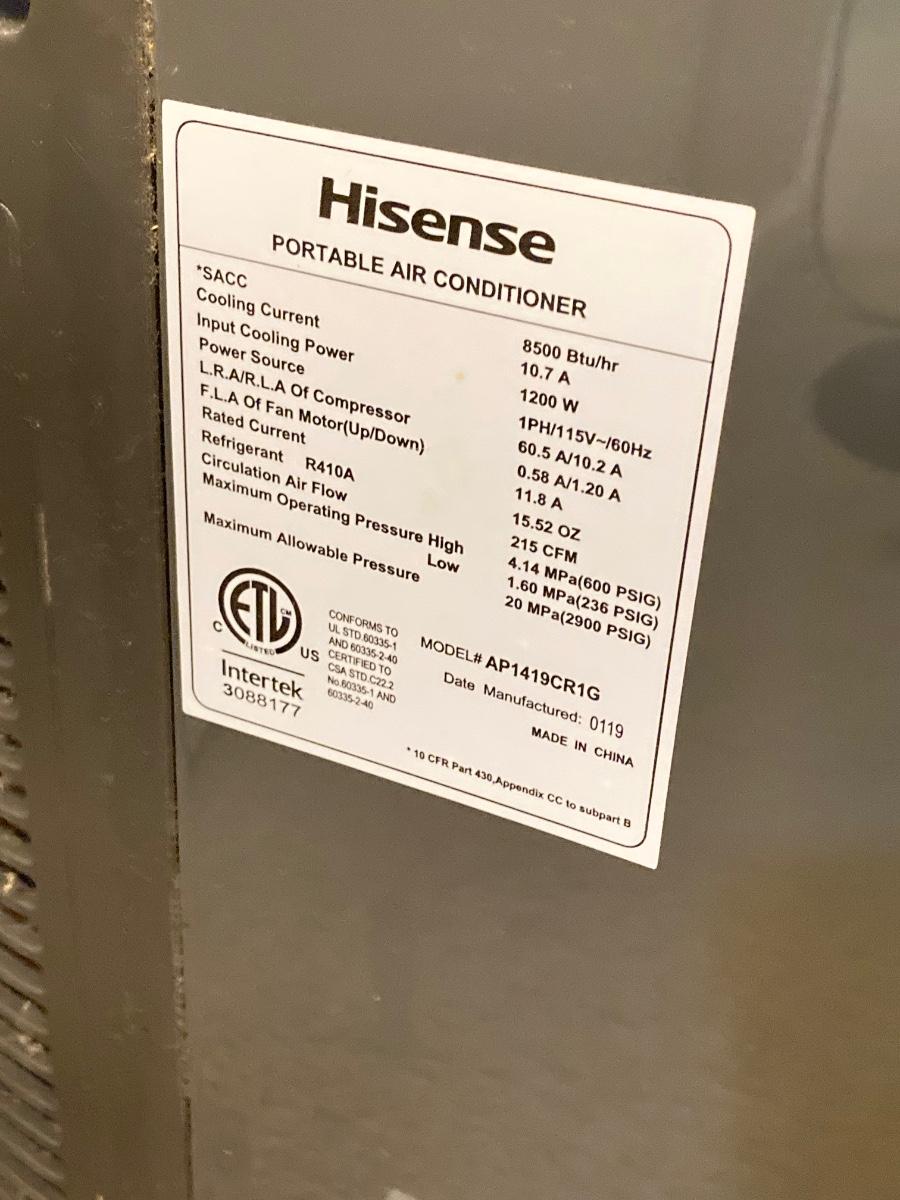 Hisense
PORTABLE AIR CONDITIONER
*SACC 8500 Btu/hr
Cooling Current 10.7 A
Input Cooling Power 1200 W
Power Source 1PH/115V~/60Hz
L.R.A/R.L.A Of Compressor 60.5 A/10.2 A
F.L.A Of Fan Motor(Up/Down) 0.58 A/1.20 A
Rated Current 11.8 A
Refrigerant R410A 15.52 OZ
Circulation Air Flow 215 CFM
Maximum Operating Pressure High 4.14 MPa(600 PSIG)
Low 1.60 MPa(236 PSIG)
Maximum Allowable Pressure 20 MPa(2900 PSIG)
ETL CM
LISTED
C US
Intertek
3088177
CONFORMS TO
UL STD.60335-1
AND 60335-2-40
CERTIFIED TO
CSA STD.C22.2
No.60335-1 AND
60335-2-40
MODEL# AP1419CR1G
Date Manufactured: 0119
MADE IN CHINA
* 10 CFR Part 430,Appendix CC to subpart B